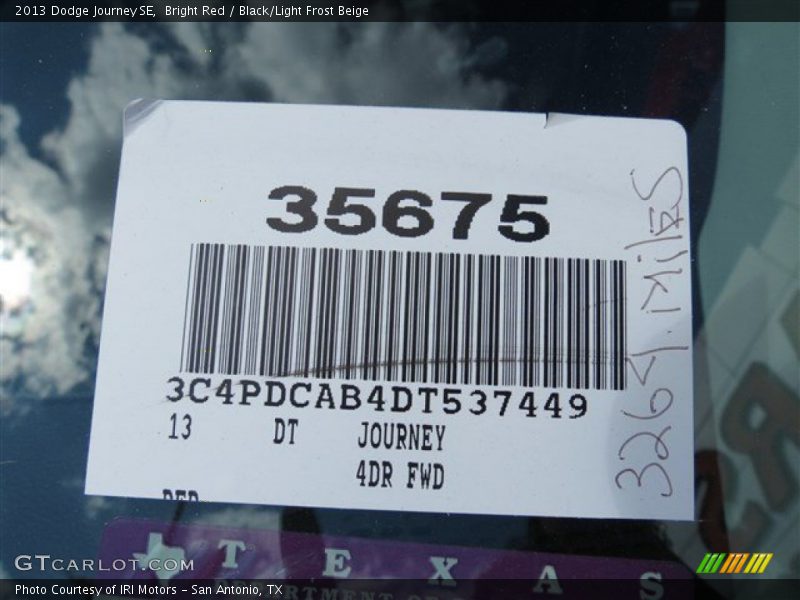 2013 Dodge Journey SE, Bright Red / Black/Light Frost Beige
35675
3C4PDCAB4DT537449
13 DT JOURNEY
4DR FWD
RED
Miles
TEXAS
GTCARLOT.COM
Photo Courtesy of IRI Motors - San Antonio, TX